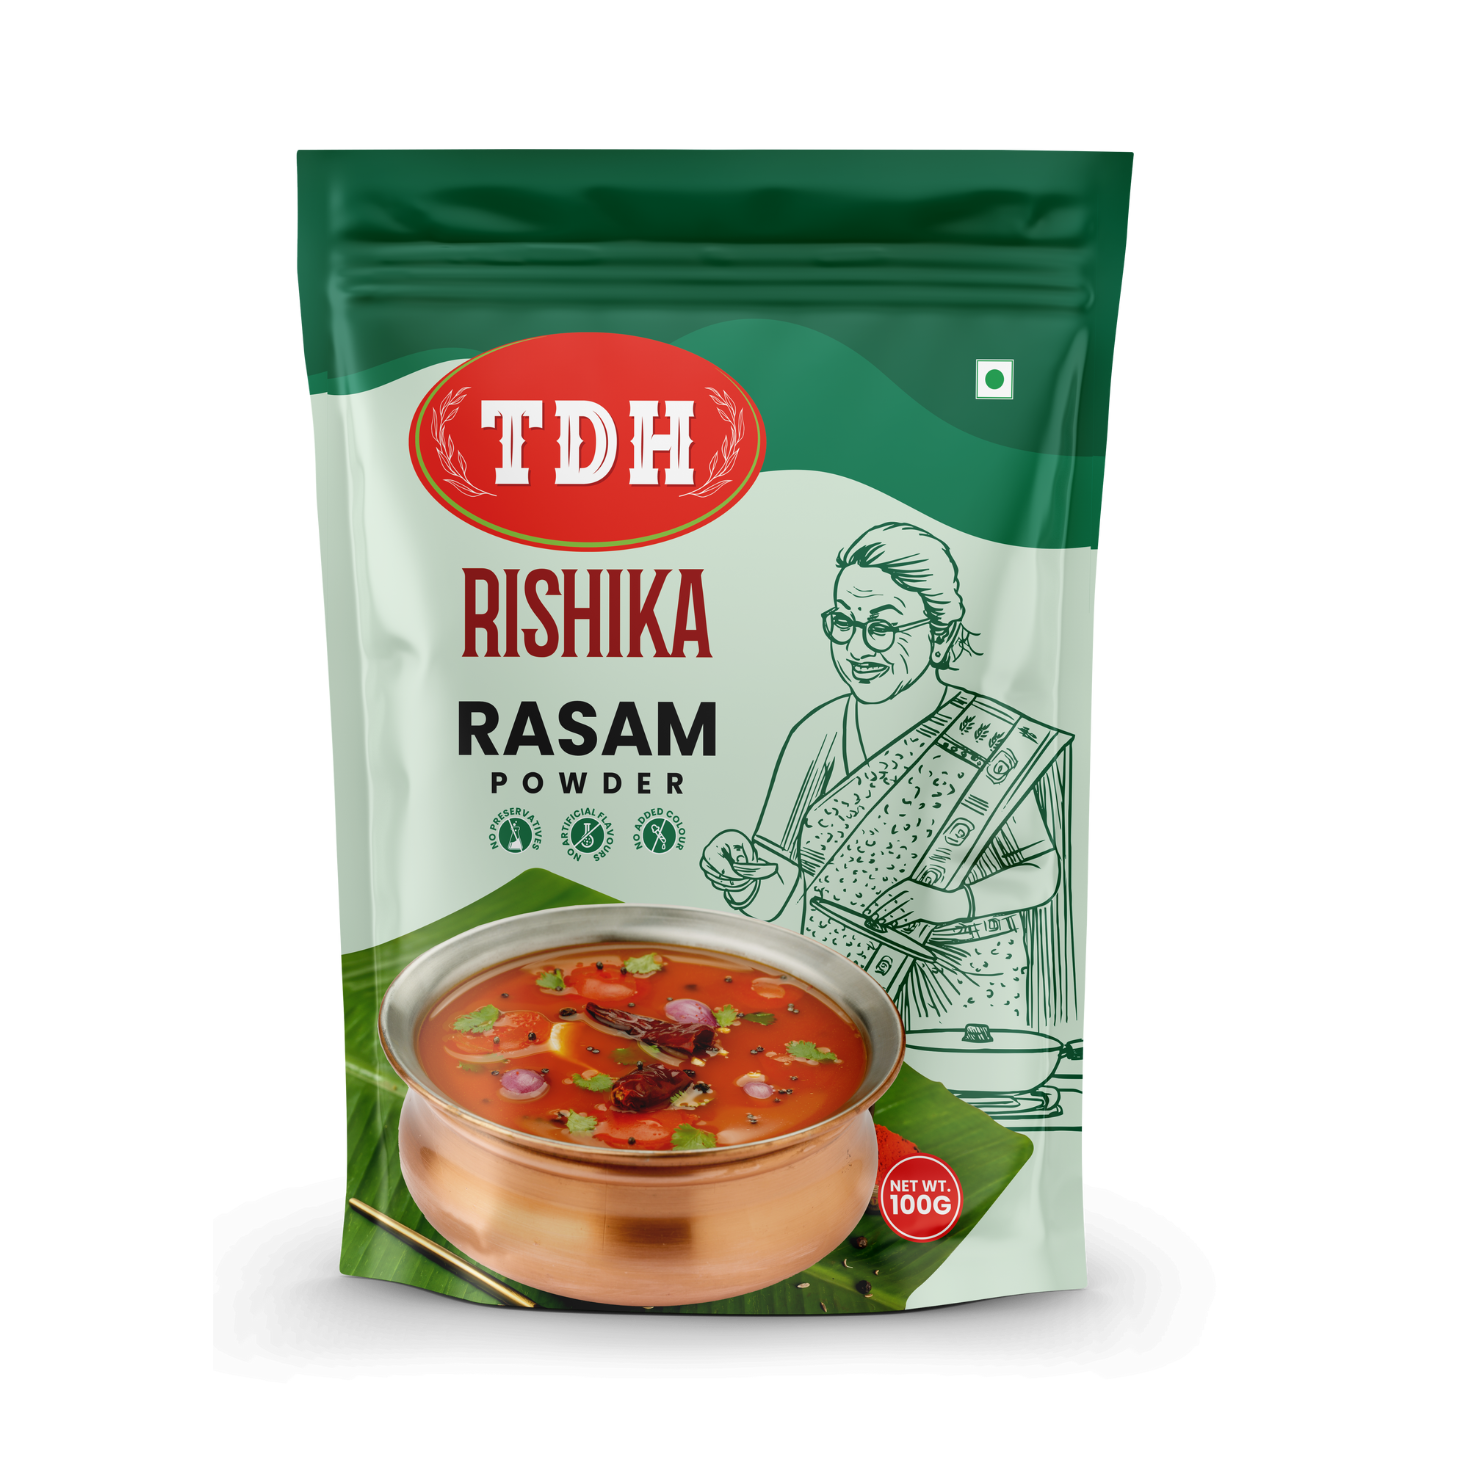 TDH
RISHIKA
RASAM
POWDER
NO PRESERVATIVES
NO ARTIFICIAL FLAVOURS
NO ADDED COLOUR
NET WT.
100G